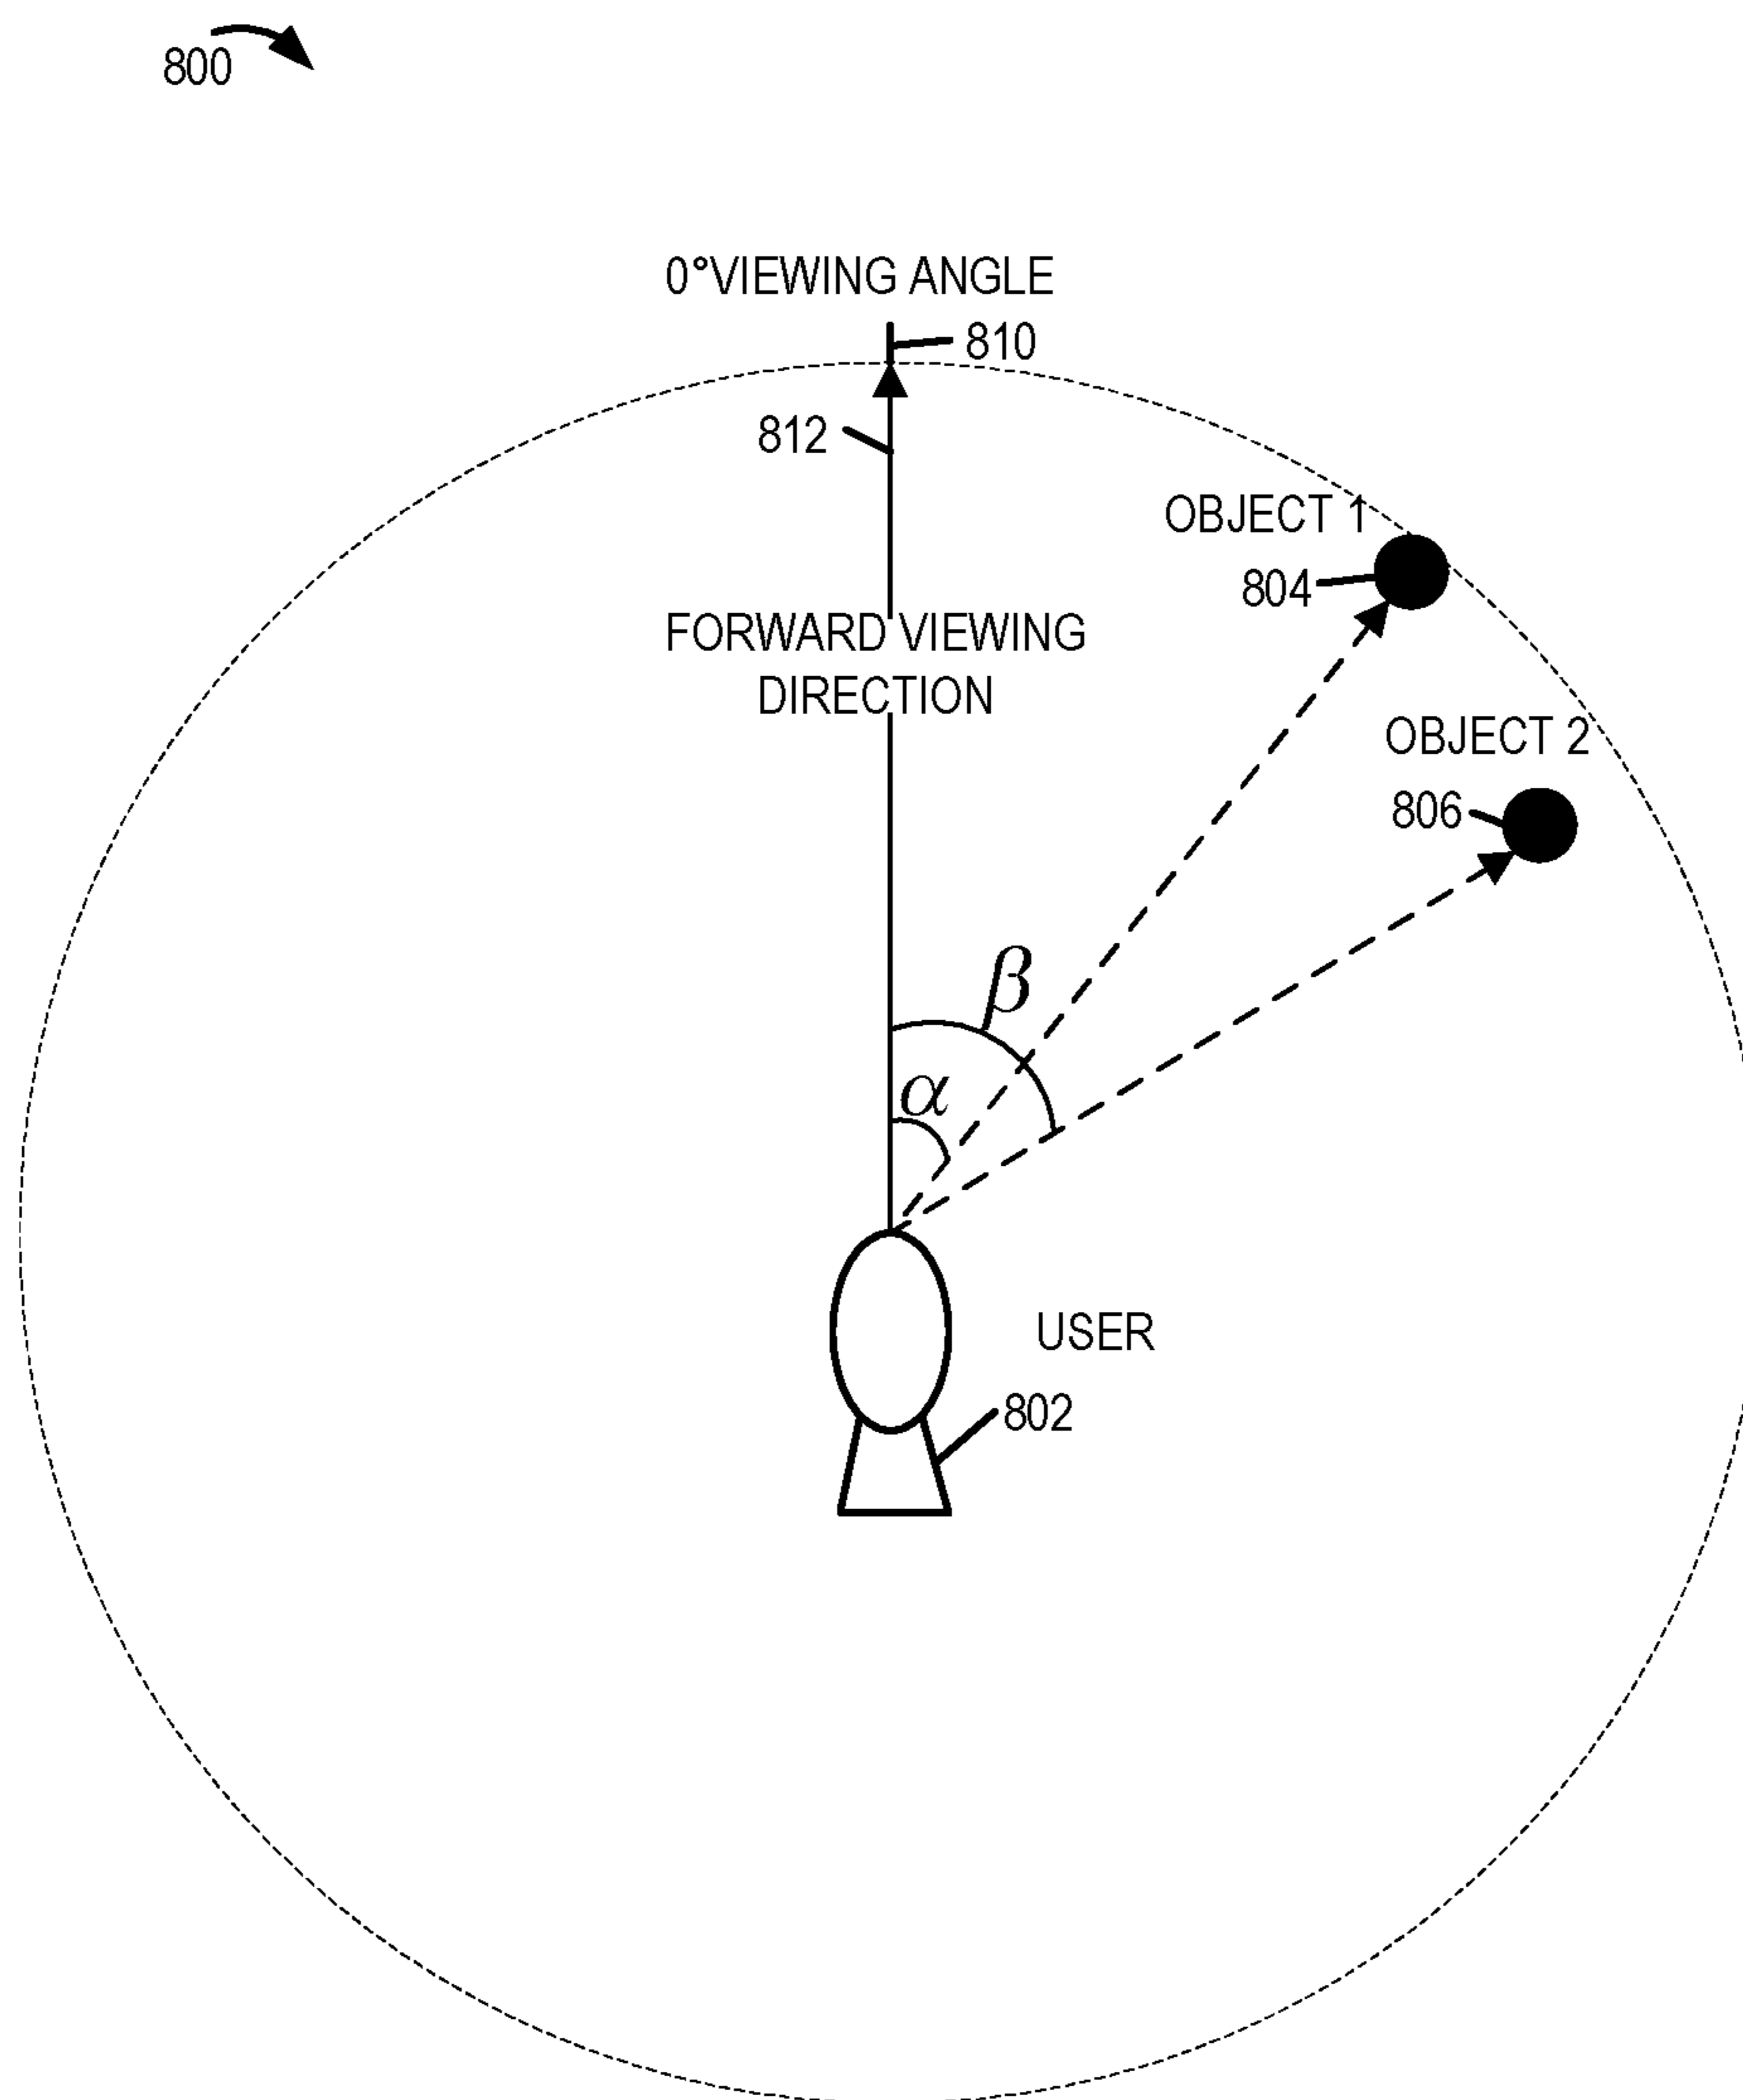 800
0°VIEWING ANGLE
810
812
OBJECT 1
804
FORWARD VIEWING
DIRECTION
OBJECT 2
806
β
α
USER
802